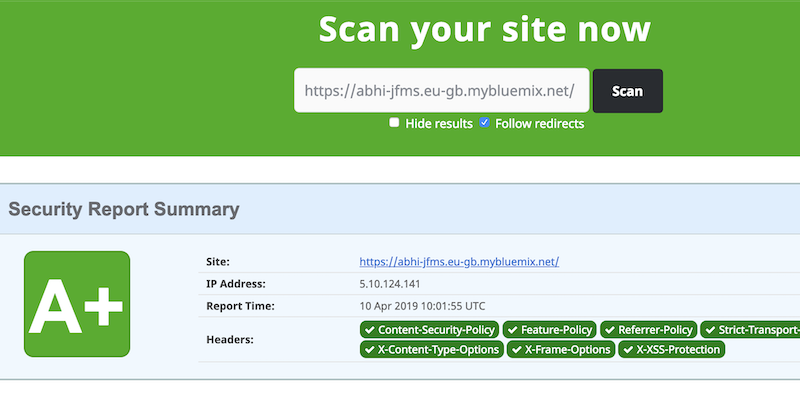 Scan your site now
https://abhi-jfms.eu-gb.mybluemix.net/ Scan
Hide results Follow redirects
Security Report Summary
A+
Site: https://abhi-jfms.eu-gb.mybluemix.net/
IP Address: 5.10.124.141
Report Time: 10 Apr 2019 10:01:55 UTC
Headers: Content-Security-Policy Feature-Policy Referrer-Policy Strict-Transport-
X-Content-Type-Options X-Frame-Options X-XSS-Protection